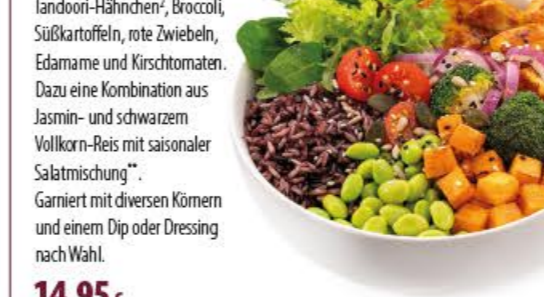 Tandoori-Hähnchen², Broccoli,
Süßkartoffeln, rote Zwiebeln,
Edamame und Kirschtomaten.
Dazu eine Kombination aus
Jasmin- und schwarzem
Vollkorn-Reis mit saisonaler
Salatmischung**.
Garniert mit diversen Körnern
und einem Dip oder Dressing
nach Wahl.
14,95 €